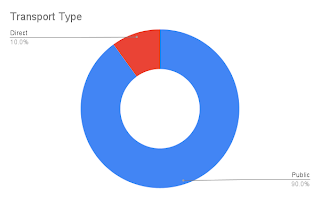 Transport Type
Direct
10.0%
Public
90.0%